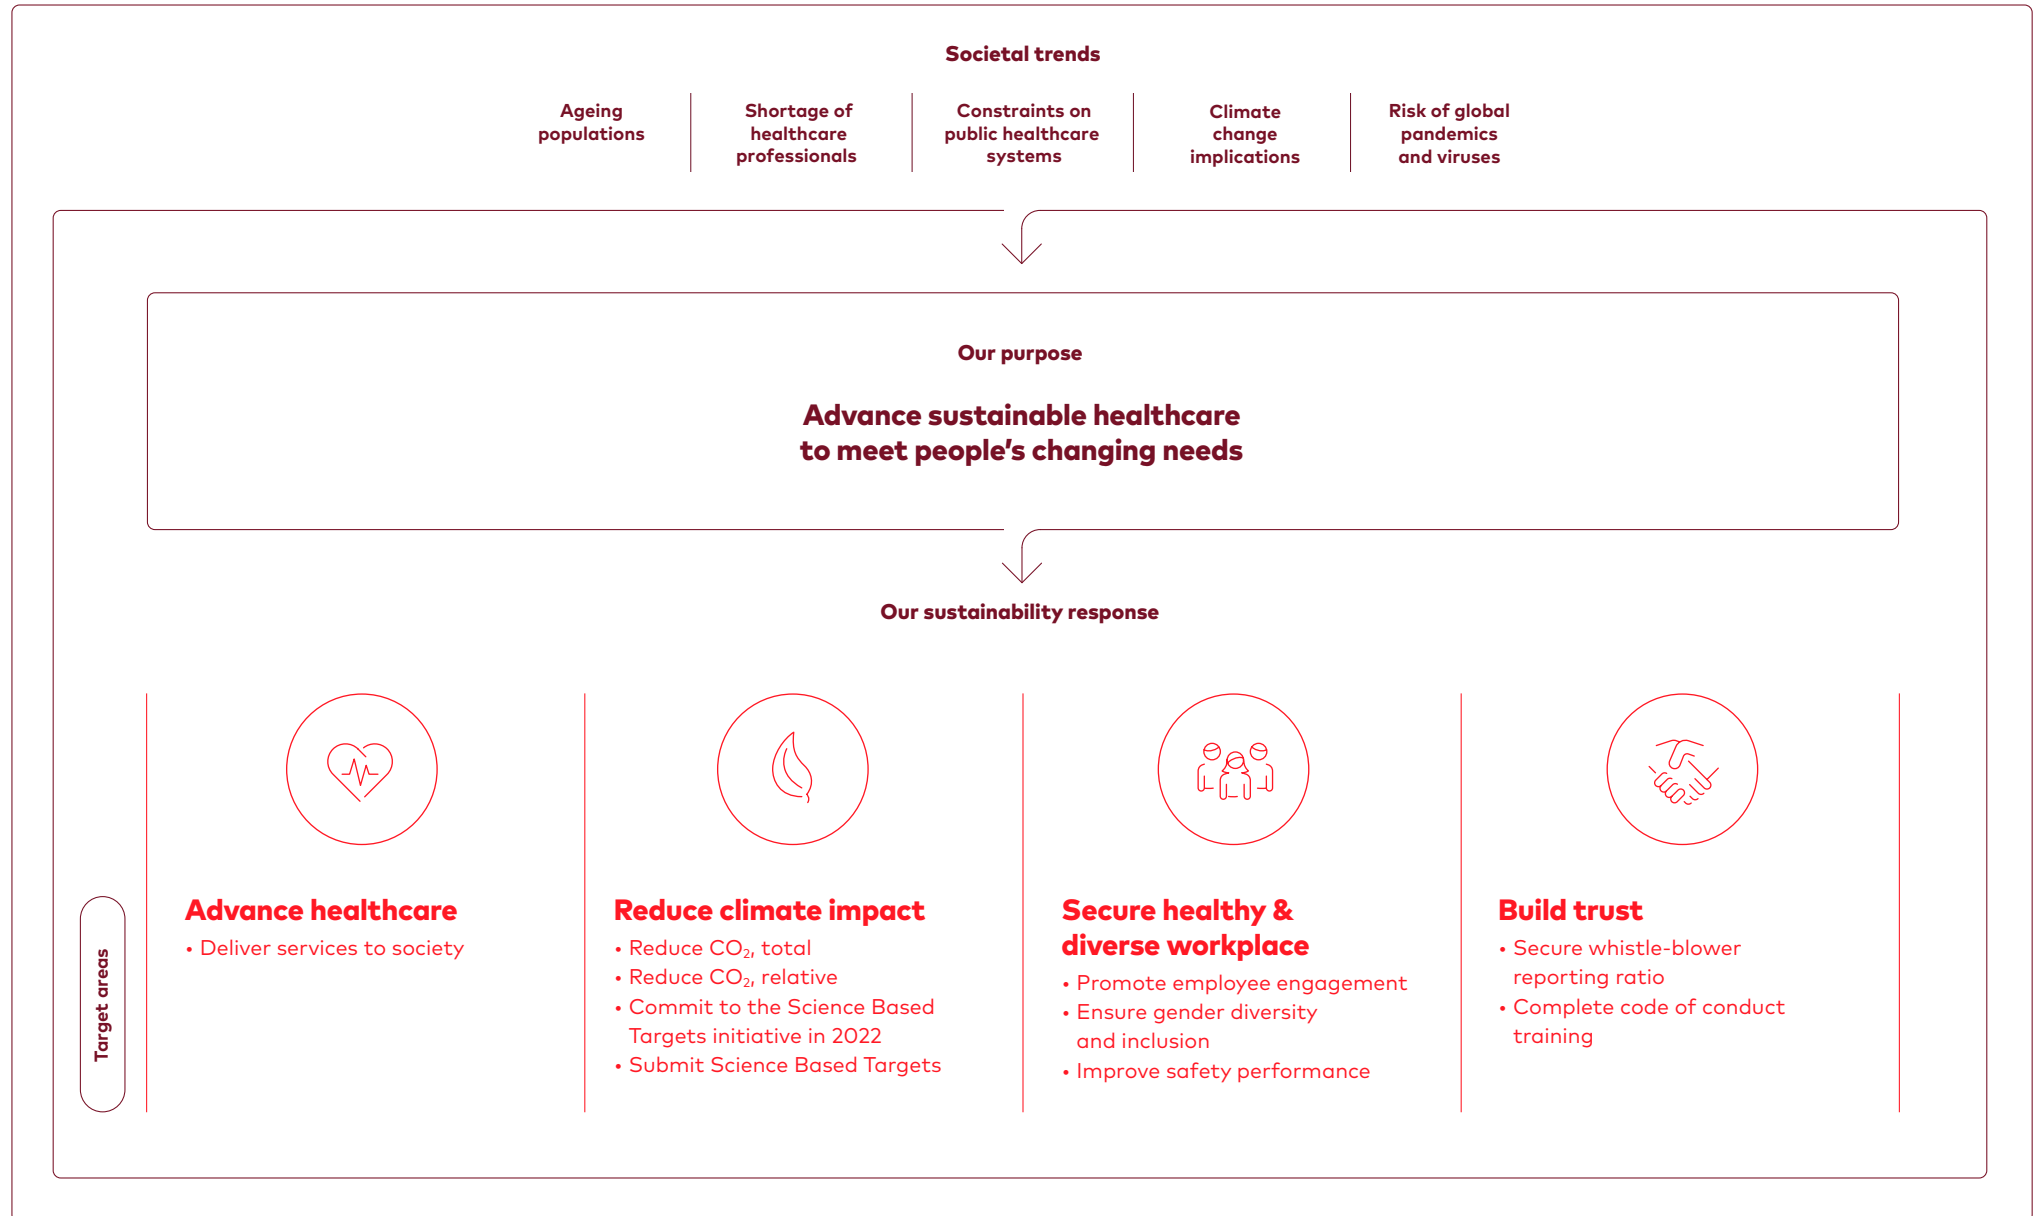 Societal trends
Ageing
populations
Shortage of
healthcare
professionals
Constraints on
public healthcare
systems
Climate
change
implications
Risk of global
pandemics
and viruses
Our purpose
Advance sustainable healthcare
to meet people's changing needs
Our sustainability response
Target areas
Advance healthcare
• Deliver services to society
Reduce climate impact
• Reduce CO₂, total
• Reduce CO₂, relative
• Commit to the Science Based
Targets initiative in 2022
• Submit Science Based Targets
Secure healthy &
diverse workplace
• Promote employee engagement
• Ensure gender diversity
and inclusion
• Improve safety performance
Build trust
• Secure whistle-blower
reporting ratio
• Complete code of conduct
training